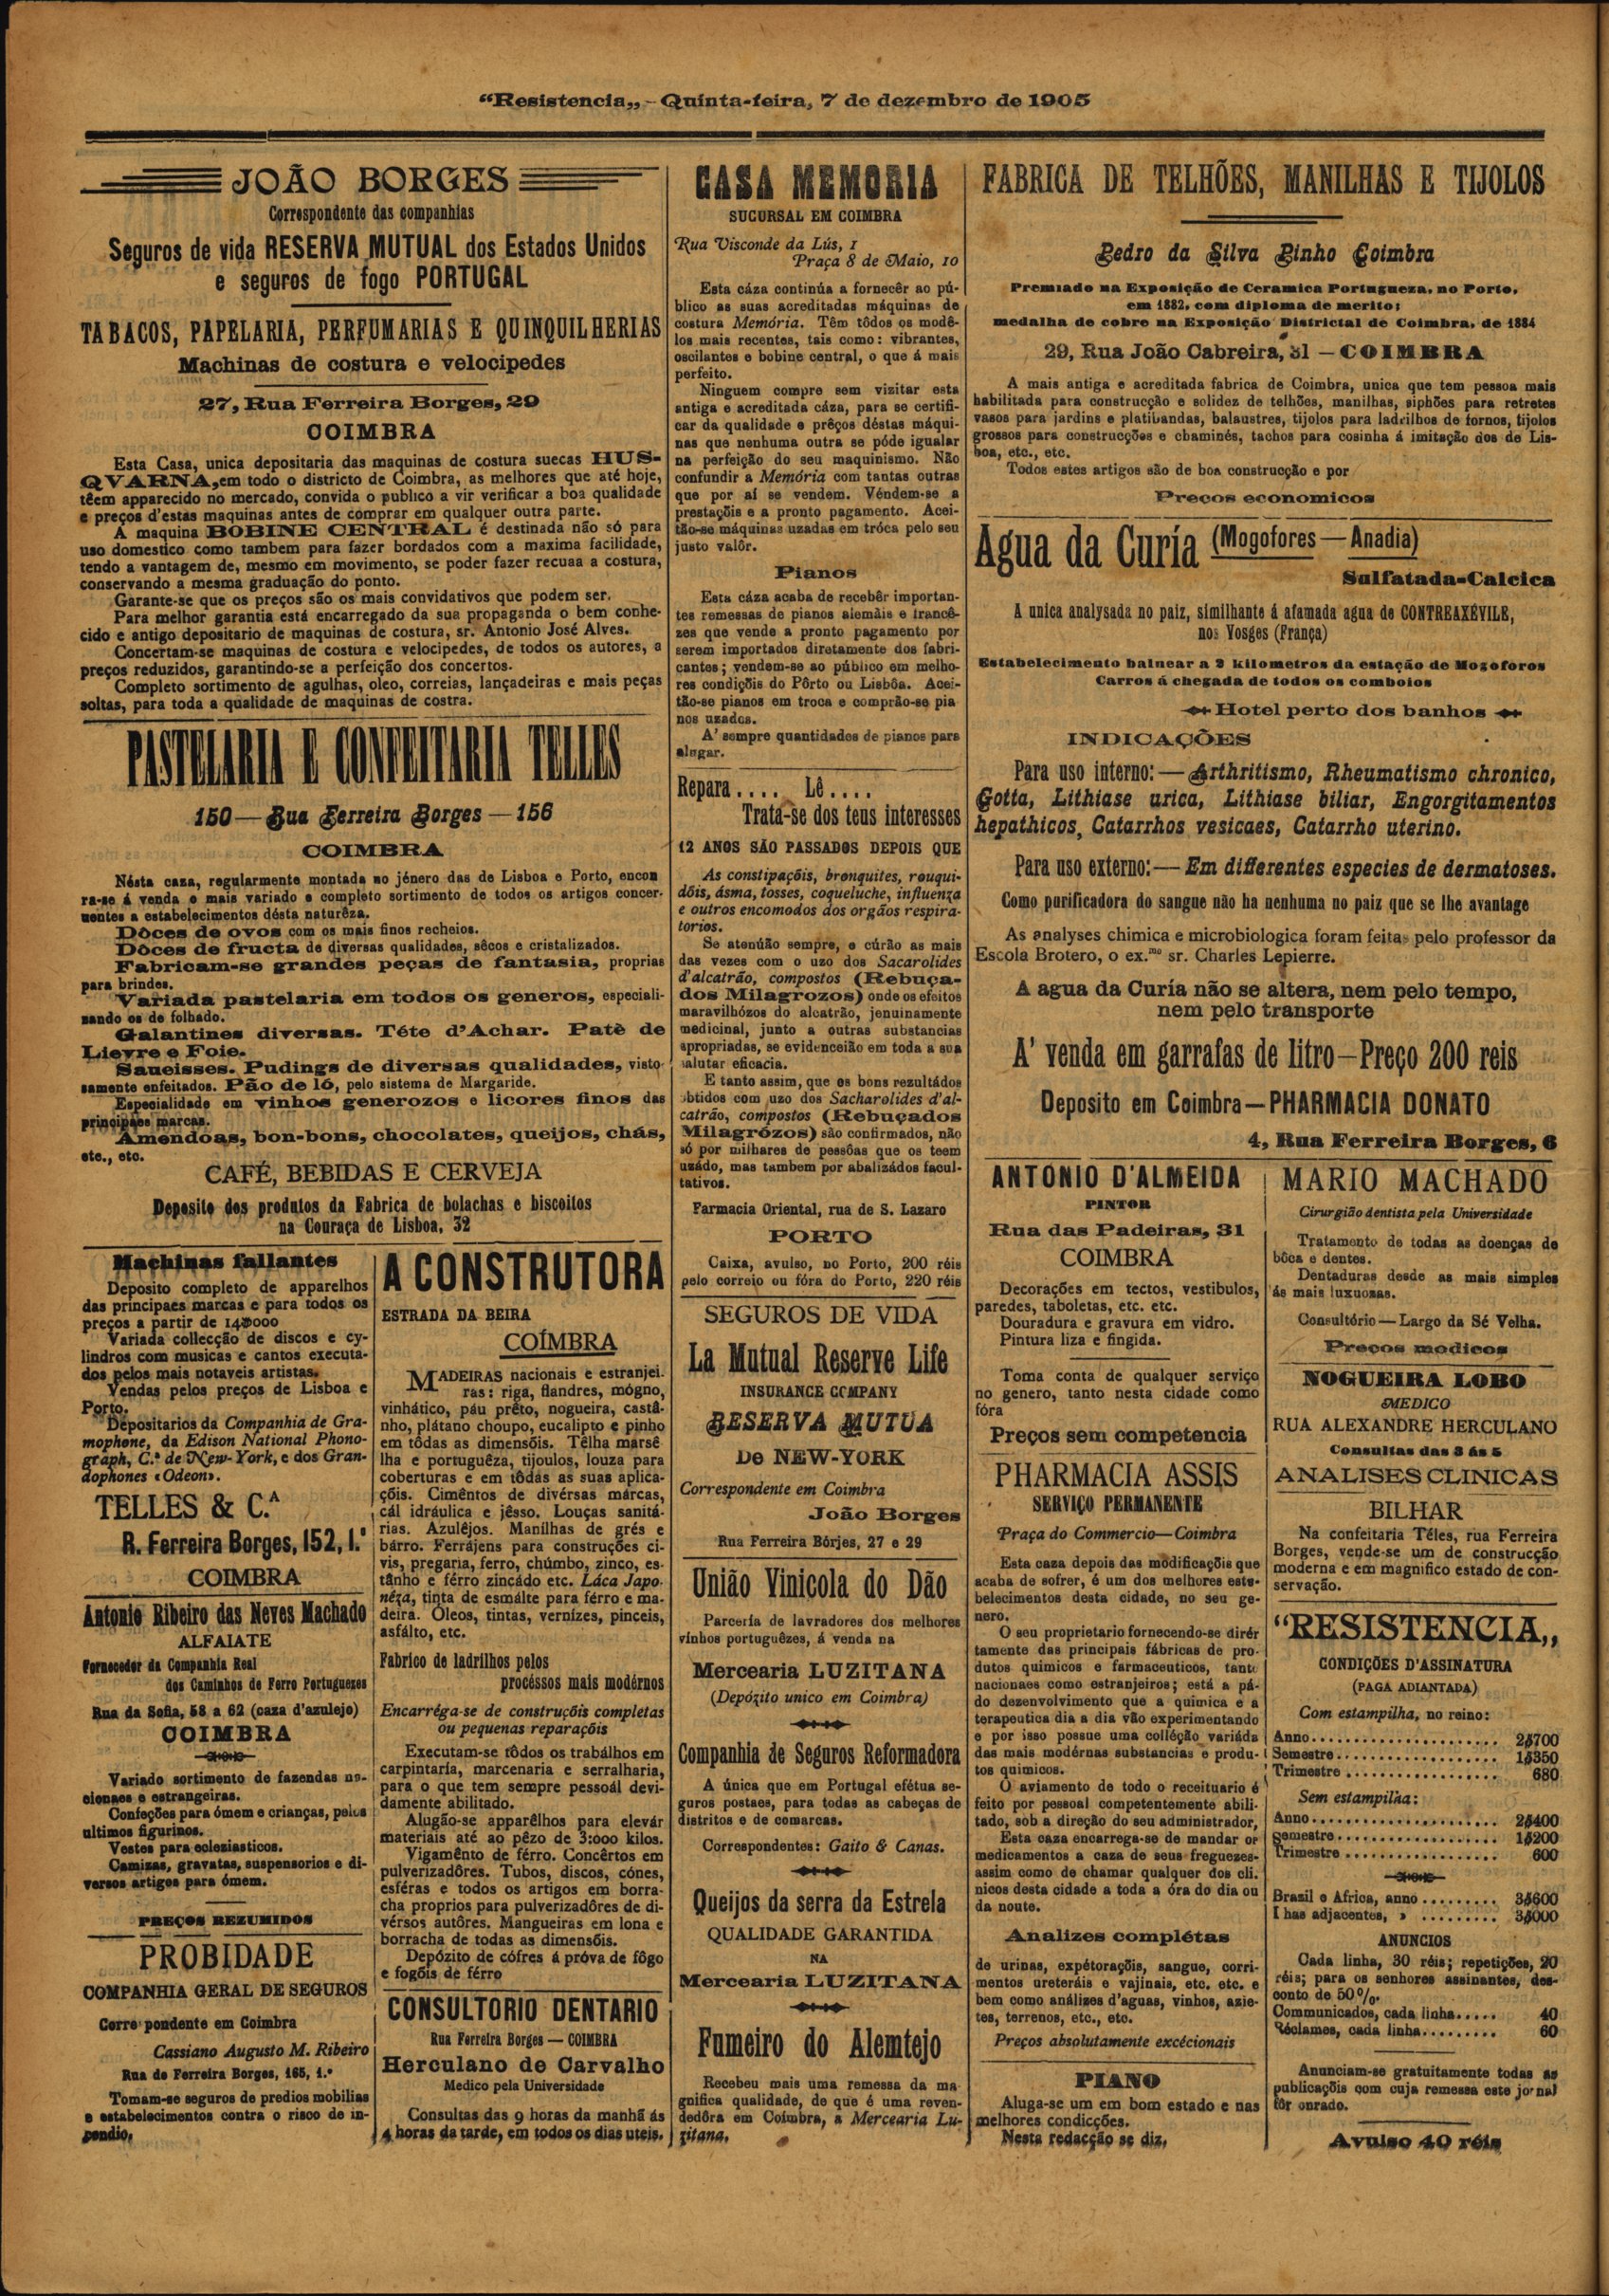 “Resistencia„ - Quinta-feira, 7 de dezembro de 1905
JOÃO BORGES
Correspondente das companhias
Seguros de vida RESERVA MUTUAL dos Estados Unidos
e seguros de fogo PORTUGAL
TABACOS, PAPELARIA, PERFUMARIAS E QUINQUILHERIAS
Machinas de costura e velocipedes
27, Rua Ferreira Borges, 29
COIMBRA
Esta Casa, unica depositaria das maquinas de costura suecas HUS-
QVARNA, em todo o districto de Coimbra, as melhores que até hoje,
têem apparecido no mercado, convida o publico a vir verificar a boa qualidade
e preços d'estas maquinas antes de comprar em qualquer outra parte.
A maquina BOBINE CENTRAL é destinada não só para
uso domestico como tambem para fazer bordados com a maxima facilidade,
tendo a vantagem de, mesmo em movimento, se poder fazer recuaa a costura,
conservando a mesma graduação do ponto.
Garante-se que os preços são os mais convidativos que podem ser.
Para melhor garantia está encarregado da sua propaganda o bem conhe-
cido e antigo depositario de maquinas de costura, sr. Antonio José Alves.
Concertam-se maquinas de costura e velocipedes, de todos os autores, a
preços reduzidos, garantindo-se a perfeição dos concertos.
Completo sortimento de agulhas, oleo, correias, lançadeiras e mais peças
soltas, para toda a qualidade de maquinas de costra.
PASTELARIA E CONFEITARIA TELLES
150 — Rua Ferreira Borges — 156
COIMBRA
Nésta caza, regularmente montada no jénero das de Lisboa e Porto, encon
ra-se á venda o mais variado e completo sortimento de todos os artigos concer-
nentes a estabelecimentos désta naturêza.
Dôces de ovos com os mais finos recheios.
Dôces de fructa de diversas qualidades, sêcos e cristalizados.
Fabricam-se grandes peças de fantasia, proprias
para brindes.
Variada pastelaria em todos os generos, especiali-
sando os de folhado.
Galantines diversas. Téte d'Achar. Patè de
Lievre e Foie.
Saucisses. Pudings de diversas qualidades, visto-
samente enfeitados. Pão de ló, pelo sistema de Margaride.
Especialidade em vinhos generozos e licores finos das
principáes marcas.
Amendoas, bon-bons, chocolates, queijos, chás,
etc., etc.
CAFÉ, BEBIDAS E CERVEJA
Deposito dos produtos da Fabrica de bolachas e biscoitos
na Couraça de Lisboa, 32
Machinas fallantes
Deposito completo de apparelhos
das principaes marcas e para todos os
preços a partir de 14$000
Variada collecção de discos e cy-
lindros com musicas e cantos executa-
dos pelos mais notaveis artistas.
Vendas pelos preços de Lisboa e
Porto.
Depositarios da Companhia de Gra-
mophone, da Edison National Phono-
graph, C.ª de New-York, e dos Gran-
dophones «Odeon».
TELLES & C.A
R. Ferreira Borges, 152, 1.º
COIMBRA
Antonio Ribeiro das Neves Machado
ALFAIATE
Fornecedor da Companhia Real
dos Caminhos de Ferro Portuguezes
Rua da Sofia, 58 a 62 (caza d'azulejo)
COIMBRA
Variado sortimento de fazendas na-
cionaes e estrangeiras.
Confeções para ómem e crianças, pelos
ultimos figurinos.
Vestes para ecleziasticos.
Camizas, gravatas, suspensorios e di-
versos artigos para ómem.
PREÇOS REZUMIDOS
PROBIDADE
COMPANHIA GERAL DE SEGUROS
Corre pondente em Coimbra
Cassiano Augusto M. Ribeiro
Rua de Ferreira Borges, 165, 1.º
Tomam-se seguros de predios mobilias
e estabelecimentos contra o risco de in-
cendio.
A CONSTRUTORA
ESTRADA DA BEIRA
COÍMBRA
MADEIRAS nacionais e estranjei.
ras: riga, flandres, mógno,
vinhático, páu prêto, nogueira, castâ-
nho, plátano choupo, eucalipto e pinho
em tôdas as dimensõis. Têlha marsê
lha e portuguêza, tijoulos, louza para
coberturas e em tôdas as suas aplica-
çõis. Cimêntos de divérsas márcas,
cál idráulica e jêsso. Louças sanitá-
rias. Azulêjos. Manilhas de grés e
bárro. Ferrájens para construções ci-
vis, pregaria, ferro, chúmbo, zinco, es-
tânho e férro zincádo etc. Láca Japo-
nêza, tinta de esmálte para férro e ma-
deira. Oleos, tintas, vernizes, pinceis,
asfálto, etc.
Fabrico de ladrilhos pelos
procéssos mais modérnos
Encarréga-se de construçõis completas
ou pequenas reparaçõis
Executam-se tôdos os trabálhos em
carpintaria, marcenaria e serralharia,
para o que tem sempre pessoál devi-
damente abilitado.
Alugão-se apparêlhos para elevár
materiais até ao pêzo de 3:000 kilos.
Vigamênto de férro. Concêrtos em
pulverizadôres. Tubos, discos, cónes,
esféras e todos os artigos em borra-
cha proprios para pulverizadôres de di-
vérsos autôres. Mangueiras em lona e
borracha de todas as dimensõis.
Depózito de cófres á próva de fôgo
e fogõis de férro
CONSULTORIO DENTARIO
Rua Ferreira Borges — COIMBRA
Herculano de Carvalho
Medico pela Universidade
Consultas das 9 horas da manhã ás
4 horas da tarde, em todos os dias uteis.
CASA MEMORIA
SUCURSAL EM COIMBRA
Rua Visconde da Lús, 1
Praça 8 de Maio, 10
Esta cáza continúa a fornecêr ao pú-
blico as suas acreditadas máquinas de
costura Memória. Têm tôdos os modê-
los mais recentes, tais como: vibrantes,
oscilantes e bobine central, o que á mais
perfeito.
Ninguem compre sem vizitar esta
antiga e acreditada cáza, para se certifi-
car da qualidade e prêços déstas máqui-
nas que nenhuma outra se póde igualar
na perfeição do seu maquinismo. Não
confundir a Memória com tantas outras
que por aí se vendem. Véndem-se a
prestaçõis e a pronto pagamento. Acei-
tão-se máquinas uzadas em tróca pelo seu
justo valôr.
Pianos
Esta cáza acaba de recebêr importan-
tes remessas de pianos alemãis e francê-
zes que vende a pronto pagamento por
serem importados diretamente dos fabri-
cantes; vendem-se ao público em melho-
res condiçõis do Pôrto ou Lisbôa. Acei-
tão-se pianos em troca e comprão-se pia
nos uzados.
A' sempre quantidades de pianos para
alugar.
Repara.... Lê....
Trata-se dos teus interesses
12 ANOS SÃO PASSADOS DEPOIS QUE
As constipaçõis, bronquites, rouqui-
dõis, ásma, tosses, coqueluche, influenza
e outros encomodos dos orgãos respira-
torios.
Se atenúão sempre, e cúrão as mais
das vezes com o uzo dos Sacarolides
d'alcatrão, compostos (Rebuça-
dos Milagrozos) onde os efeitos
maravilhózos do alcatrão, jenuinamente
medicinal, junto a outras substancias
apropriadas, se evidenceião em toda a sua
salutar eficacia.
E tanto assim, que os bons rezultádos
obtidos com uzo dos Sacharolides d'al-
catrão, compostos (Rebuçados
Milagrózos) são confirmados, não
só por milhares de pessôas que os teem
uzádo, mas tambem por abalizádos facul-
tativos.
Farmacia Oriental, rua de S. Lazaro
PORTO
Caixa, avulso, no Porto, 200 réis
pelo correio ou fóra do Porto, 220 réis
SEGUROS DE VIDA
La Mutual Reserve Life
INSURANCE COMPANY
RESERVA MUTUA
De NEW-YORK
Correspondente em Coimbra
João Borges
Rua Ferreira Bórjes, 27 e 29
União Vinicola do Dão
Parceria de lavradores dos melhores
vinhos portuguêzes, á venda na
Mercearia LUZITANA
(Depózito unico em Coimbra)
Companhia de Seguros Reformadora
A única que em Portugal efétua se-
guros postaes, para todas as cabeças de
distritos e de comarcas.
Correspondentes: Gaito & Canas.
Queijos da serra da Estrela
QUALIDADE GARANTIDA
NA
Mercearia LUZITANA
Fumeiro do Alemtejo
Recebeu mais uma remessa da ma
gnifica qualidade, de que é uma reven-
dedôra em Coimbra, a Mercearia Lu-
zitana.
FABRICA DE TELHÕES, MANILHAS E TIJOLOS
Pedro da Silva Pinho Coimbra
Premiado na Exposição de Ceramica Portugueza, no Porto,
em 1882, com diploma de merito;
medalha de cobre na Exposição Districtal de Coimbra, de 1884
29, Rua João Cabreira, 31 — COIMBRA
A mais antiga e acreditada fabrica de Coimbra, unica que tem pessoa mais
habilitada para construcção e solidez de telhões, manilhas, siphões para retretes
vasos para jardins e platibandas, balaustres, tijolos para ladrilhos de fornos, tijolos
grossos para construcções e chaminés, tachos para cosinha á imitação dos de Lis-
boa, etc., etc.
Todos estes artigos são de boa construcção e por
Precos economicos
Agua da Curía (Mogofores — Anadia)
Sulfatada-Calcica
A unica analysada no paiz, similhante á afamada agua de CONTREAXÉVILE,
nos Vosges (França)
Estabelecimento balnear a 2 kilometros da estação de Mogoforos
Carros á chegada de todos os comboios
Hotel perto dos banhos
INDICAÇÕES
Para uso interno: — Arthritismo, Rheumatismo chronico,
Gotta, Lithiase urica, Lithiase biliar, Engorgitamentos
hepathicos, Catarrhos vesicaes, Catarrho uterino.
Para uso externo: — Em differentes especies de dermatoses.
Como purificadora do sangue não ha nenhuma no paiz que se lhe avantage
As analyses chimica e microbiologica foram feitas pelo professor da
Escola Brotero, o ex.mo sr. Charles Lepierre.
A agua da Curía não se altera, nem pelo tempo,
nem pelo transporte
A' venda em garrafas de litro—Preço 200 reis
Deposito em Coimbra—PHARMACIA DONATO
4, Rua Ferreira Borges, 6
ANTONIO D'ALMEIDA
PINTOR
Rua das Padeiras, 31
COIMBRA
Decorações em tectos, vestibulos,
paredes, taboletas, etc. etc.
Douradura e gravura em vidro.
Pintura liza e fingida.
Toma conta de qualquer serviço
no genero, tanto nesta cidade como
fóra
Preços sem competencia
PHARMACIA ASSIS
SERVIÇO PERMANENTE
Praça do Commercio—Coimbra
Esta caza depois das modificaçõis que
acaba de sofrer, é um dos melhores esta-
belecimentos desta cidade, no seu ge-
nero.
O seu proprietario fornecendo-se dirér
tamente das principais fábricas de pro-
dutos quimicos e farmaceuticos, tanto
nacionaes como estranjeiros; está a pá-
do dezenvolvimento que a quimica e a
terapeutica dia a dia vão experimentando
e por isso possue uma colléção variáda
das mais modérnas substancias e produ-
tos quimicos.
O aviamento de todo o receituario é
feito por pessoal competentemente abili-
tado, sob a direção do seu administrador,
Esta caza encarrega-se de mandar or
medicamentos a caza de seus freguezes-
assim como de chamar qualquer dos cli.
nicos desta cidade a toda a óra do dia ou
da noute.
Analizes complétas
de urinas, expétoraçõis, sangue, corri-
mentos ureteráis e vajinais, etc. etc. e
bem como análizes d'aguas, vinhos, azie-
tes, terrenos, etc., etc.
Preços absolutamente excécionais
PIANO
Aluga-se um em bom estado e nas
melhores condicções.
Nesta redacção se diz.
MARIO MACHADO
Cirurgião dentista pela Universidade
Tratamento de todas as doenças de
bôca e dentes.
Dentaduras desde as mais simples
ás mais luxuozas.
Consultório — Largo da Sé Velha.
Precos modicos
NOGUEIRA LOBO
MEDICO
RUA ALEXANDRE HERCULANO
Consultas das 3 ás 5
ANALISES CLINICAS
BILHAR
Na confeitaria Téles, rua Ferreira
Borges, vende-se um de construcção
moderna e em magnifico estado de con-
servação.
“RESISTENCIA„
CONDIÇÕES D'ASSINATURA
(PAGA ADIANTADA)
Com estampilha, no reino:
Anno...................... 2$700
Semestre................... 1$350
Trimestre.................. 680
Sem estampilha:
Anno...................... 2$400
Semestre................... 1$200
Trimestre.................. 600
Brazil e Africa, anno......... 3$600
I has adjacentes, » ......... 3$000
ANUNCIOS
Cada linha, 30 réis; repetições, 20
réis; para os senhores assinantes, des-
conto de 50 %.
Communicados, cada linha..... 40
Réclames, cada linha......... 60
Anunciam-se gratuitamente todas as
publicaçõis com cuja remessa este jornal
fôr onrado.
Avulso 40 réis